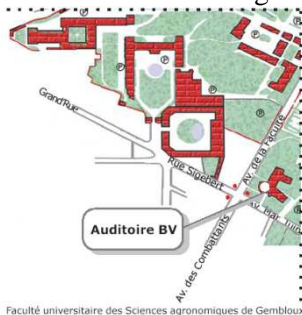 Grand'Rue
Rue Sigebert
Av. de la Faculté
Auditoire BV
Av. des Combattants
P
P
P
P
P
Faculté universitaire des Sciences agronomiques de Gembloux